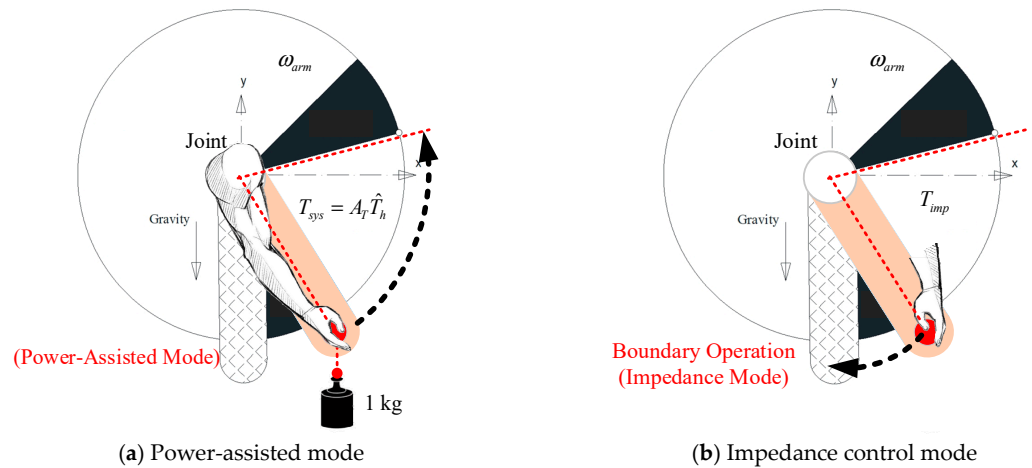 ω_arm
y
Joint
x
T_sys = A_T T̂_h
Gravity
(Power-Assisted Mode)
1 kg
(a) Power-assisted mode
ω_arm
y
Joint
x
T_imp
Gravity
Boundary Operation
(Impedance Mode)
(b) Impedance control mode